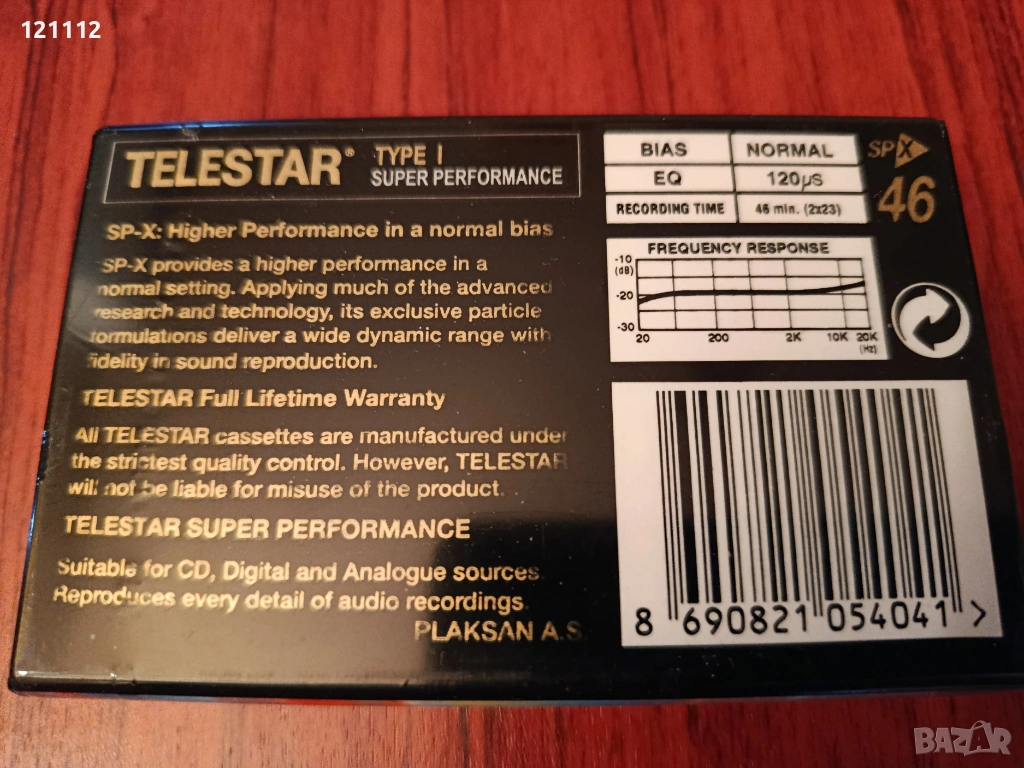 121112
TELESTAR®
TYPE I
SUPER PERFORMANCE
SP-X: Higher Performance in a normal bias
SP-X provides a higher performance in a
normal setting. Applying much of the advanced
research and technology, its exclusive particle
formulations deliver a wide dynamic range with
fidelity in sound reproduction.
TELESTAR Full Lifetime Warranty
All TELESTAR cassettes are manufactured under
the strictest quality control. However, TELESTAR
will not be liable for misuse of the product.
TELESTAR SUPER PERFORMANCE
Suitable for CD, Digital and Analogue sources.
Reproduces every detail of audio recordings.
PLAKSAN A.S.
BIAS NORMAL
EQ 120µS
RECORDING TIME 46 min. (2x23)
SP X
46
FREQUENCY RESPONSE
-10
(dB)
-20
-30
20 200 2K 10K 20K
(Hz)
8 690821 054041 >
BAZAR